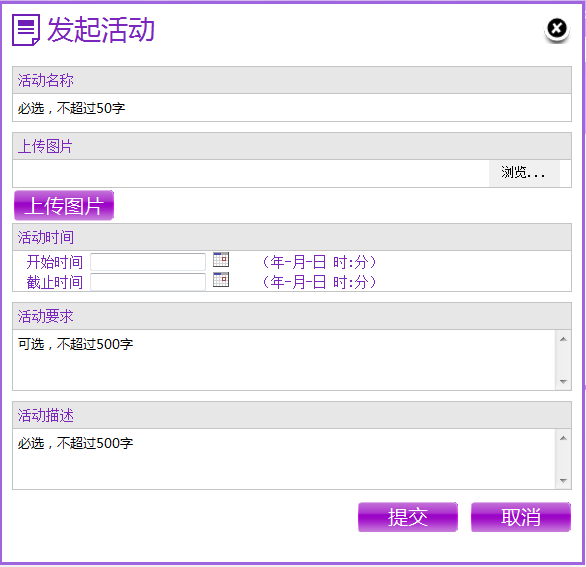 发起活动
活动名称
必选，不超过50字
上传图片
浏览...
上传图片
活动时间
开始时间 （年-月-日 时:分）
截止时间 （年-月-日 时:分）
活动要求
可选，不超过500字
活动描述
必选，不超过500字
提交 取消